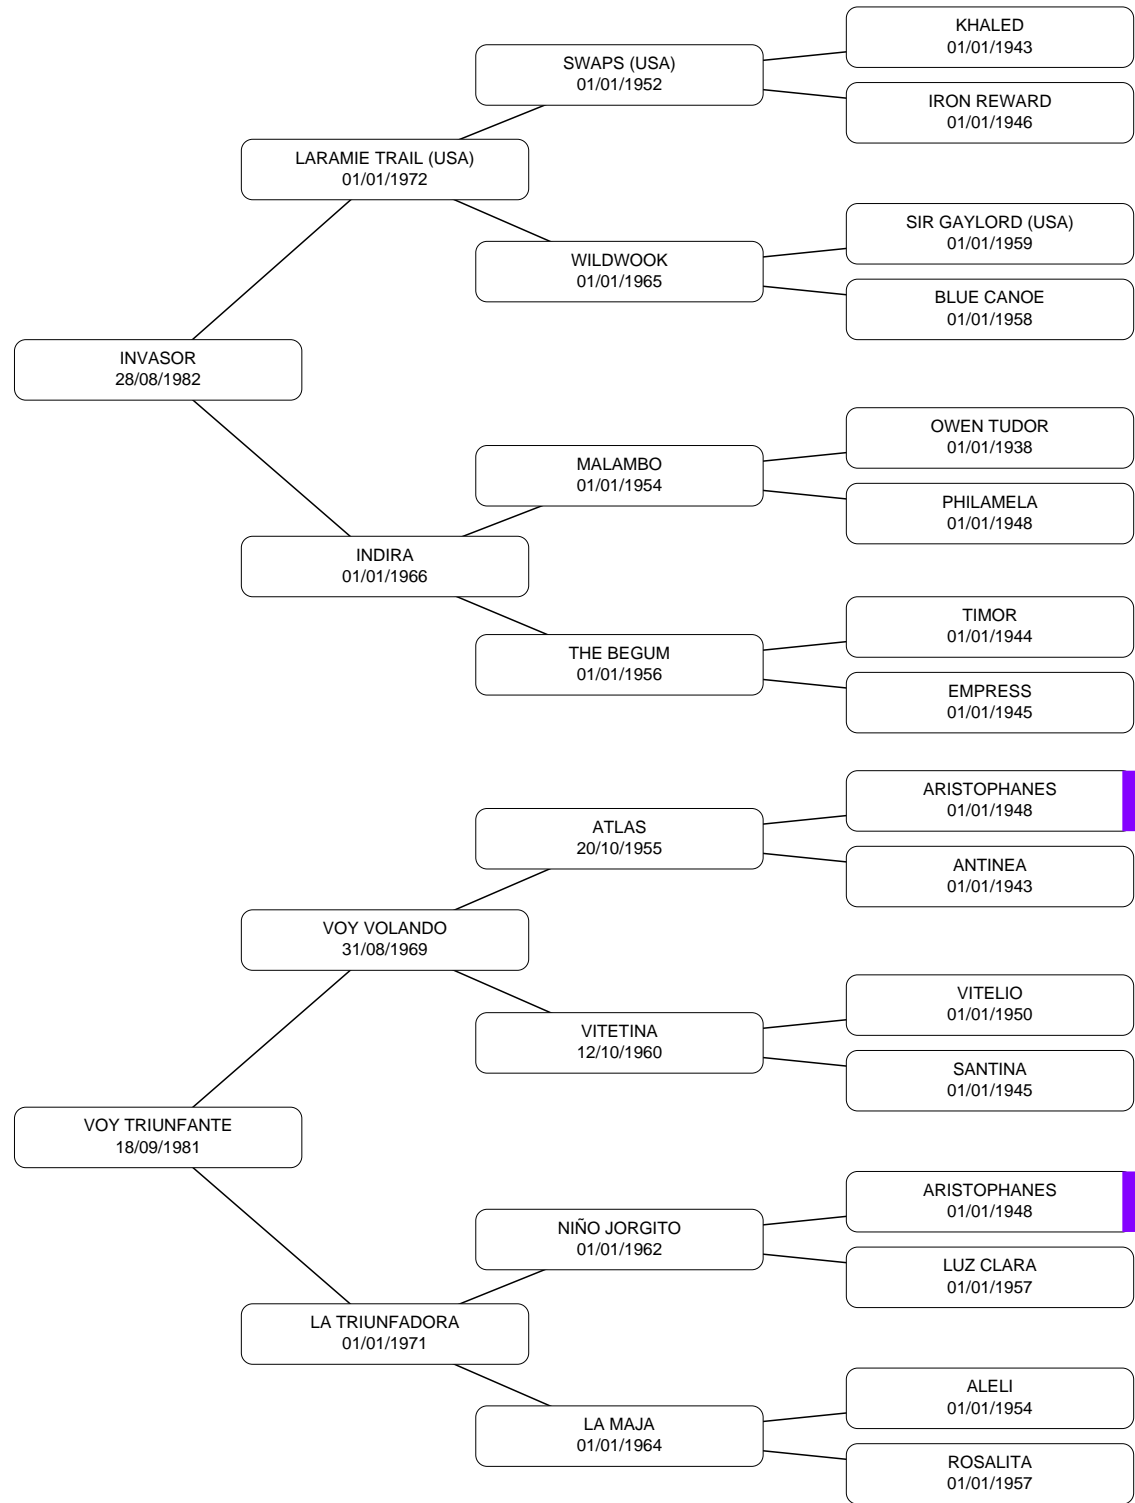 KHALED
01/01/1943
SWAPS (USA)
01/01/1952
IRON REWARD
01/01/1946
LARAMIE TRAIL (USA)
01/01/1972
SIR GAYLORD (USA)
01/01/1959
WILDWOOK
01/01/1965
BLUE CANOE
01/01/1958
INVASOR
28/08/1982
OWEN TUDOR
01/01/1938
MALAMBO
01/01/1954
PHILAMELA
01/01/1948
INDIRA
01/01/1966
TIMOR
01/01/1944
THE BEGUM
01/01/1956
EMPRESS
01/01/1945
ARISTOPHANES
01/01/1948
ATLAS
20/10/1955
ANTINEA
01/01/1943
VOY VOLANDO
31/08/1969
VITELIO
01/01/1950
VITETINA
12/10/1960
SANTINA
01/01/1945
VOY TRIUNFANTE
18/09/1981
ARISTOPHANES
01/01/1948
NIÑO JORGITO
01/01/1962
LUZ CLARA
01/01/1957
LA TRIUNFADORA
01/01/1971
ALELI
01/01/1954
LA MAJA
01/01/1964
ROSALITA
01/01/1957